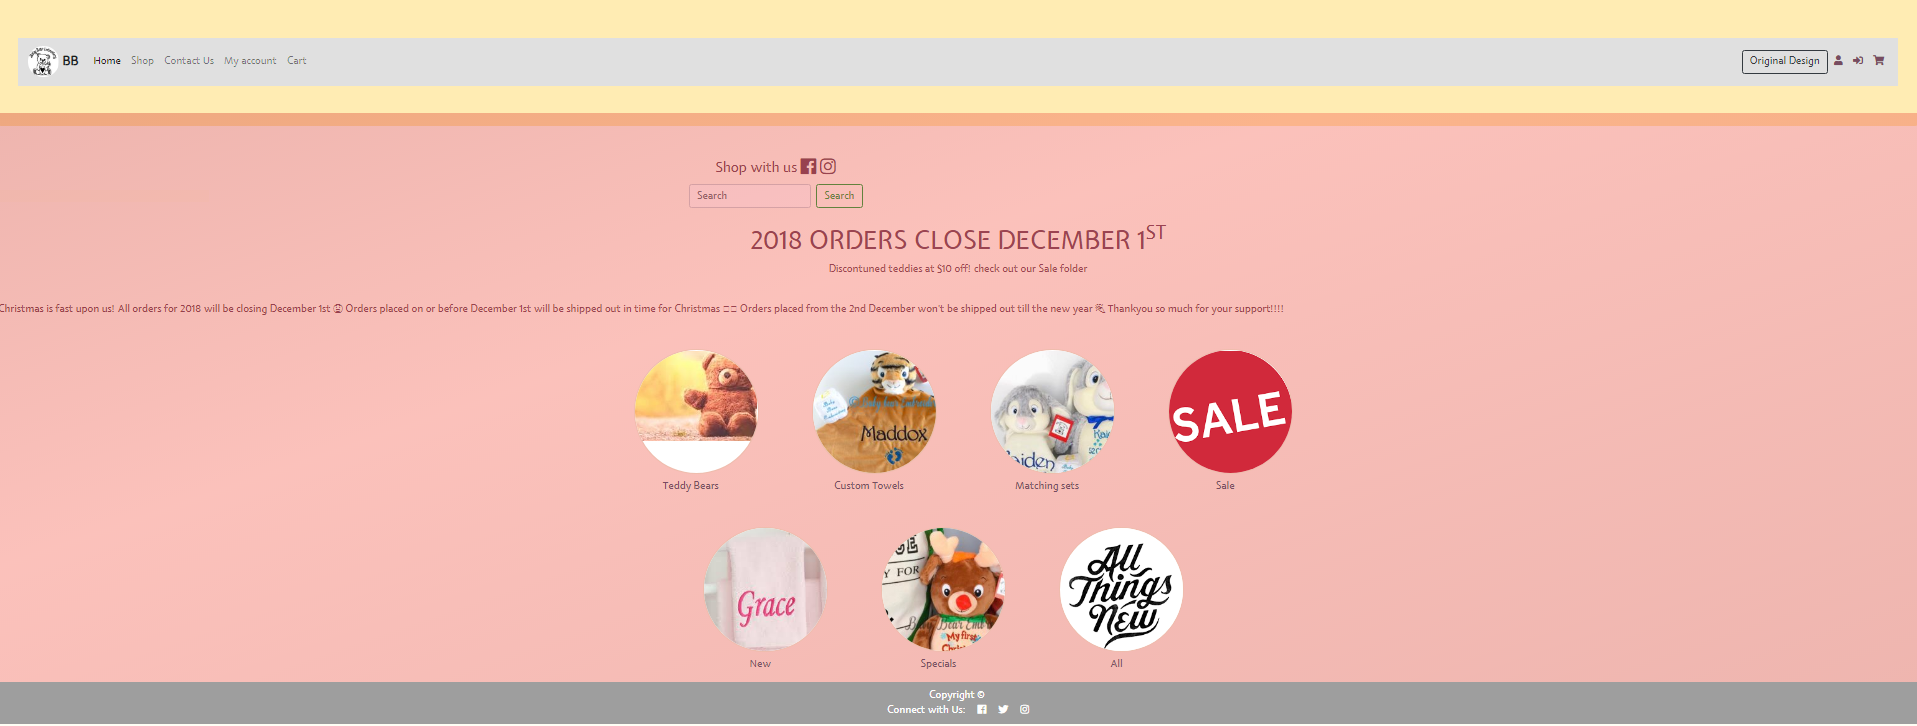 BB Home Shop Contact Us My account Cart Original Design
Shop with us
Search Search
2018 ORDERS CLOSE DECEMBER 1ST
Discontuned teddies at $10 off! check out our Sale folder
Christmas is fast upon us! All orders for 2018 will be closing December 1st Orders placed on or before December 1st will be shipped out in time for Christmas Orders placed from the 2nd December won't be shipped out till the new year Thankyou so much for your support!!!!
Maddox
Kaiden
SALE
Teddy Bears Custom Towels Matching sets Sale
Grace
Y FOR
My first
All
Things
New
New Specials All
Copyright ©
Connect with Us: